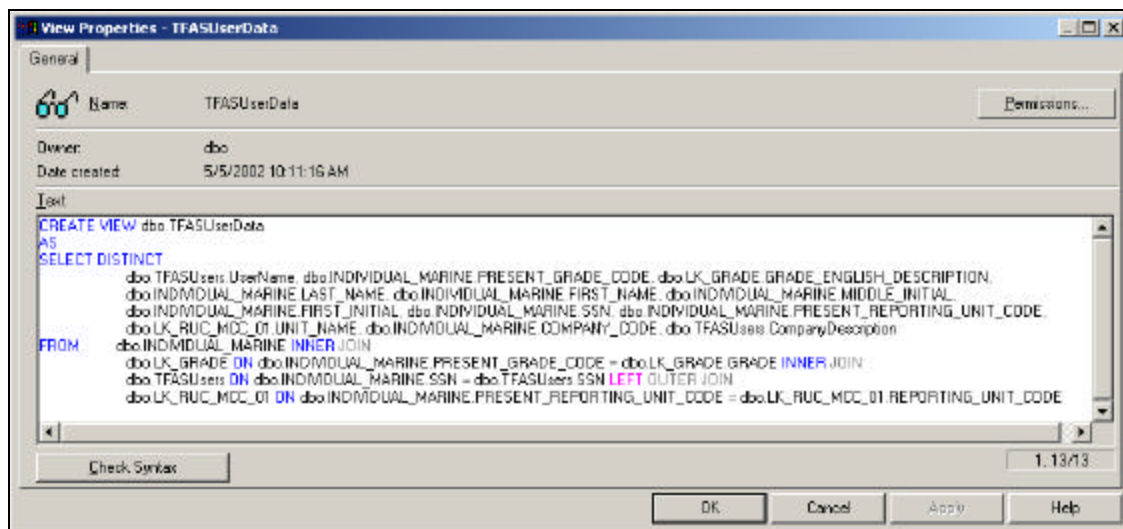 View Properties - TFASUserData
General
Name: TFASUserData Permissions...
Owner: dbo
Date created: 5/5/2002 10:11:16 AM
Text
CREATE VIEW dbo.TFASUserData
AS
SELECT DISTINCT
dbo.TFASUsers.UserName, dbo.INDIVIDUAL_MARINE.PRESENT_GRADE_CODE, dbo.LK_GRADE.GRADE_ENGLISH_DESCRIPTION,
dbo.INDIVIDUAL_MARINE.LAST_NAME, dbo.INDIVIDUAL_MARINE.FIRST_NAME, dbo.INDIVIDUAL_MARINE.MIDDLE_INITIAL,
dbo.INDIVIDUAL_MARINE.FIRST_INITIAL, dbo.INDIVIDUAL_MARINE.SSN, dbo.INDIVIDUAL_MARINE.PRESENT_REPORTING_UNIT_CODE,
dbo.LK_RUC_MCC_01.UNIT_NAME, dbo.INDIVIDUAL_MARINE.COMPANY_CODE, dbo.TFASUsers.CompanyDescription
FROM dbo.INDIVIDUAL_MARINE INNER JOIN
dbo.LK_GRADE ON dbo.INDIVIDUAL_MARINE.PRESENT_GRADE_CODE = dbo.LK_GRADE.GRADE INNER JOIN
dbo.TFASUsers ON dbo.INDIVIDUAL_MARINE.SSN = dbo.TFASUsers.SSN LEFT OUTER JOIN
dbo.LK_RUC_MCC_01 ON dbo.INDIVIDUAL_MARINE.PRESENT_REPORTING_UNIT_CODE = dbo.LK_RUC_MCC_01.REPORTING_UNIT_CODE
Check Syntax 1, 13/13
OK Cancel Apply Help